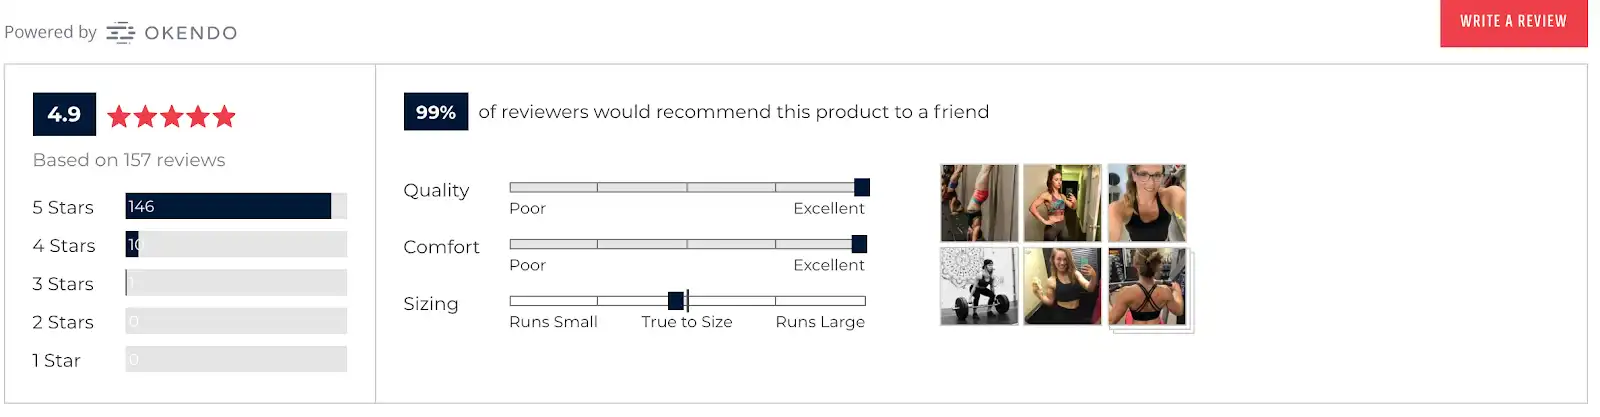 Powered by OKENDO
WRITE A REVIEW
4.9
Based on 157 reviews
5 Stars 146
4 Stars 10
3 Stars 1
2 Stars 0
1 Star 0
99% of reviewers would recommend this product to a friend
Quality
Poor Excellent
Comfort
Poor Excellent
Sizing
Runs Small True to Size Runs Large